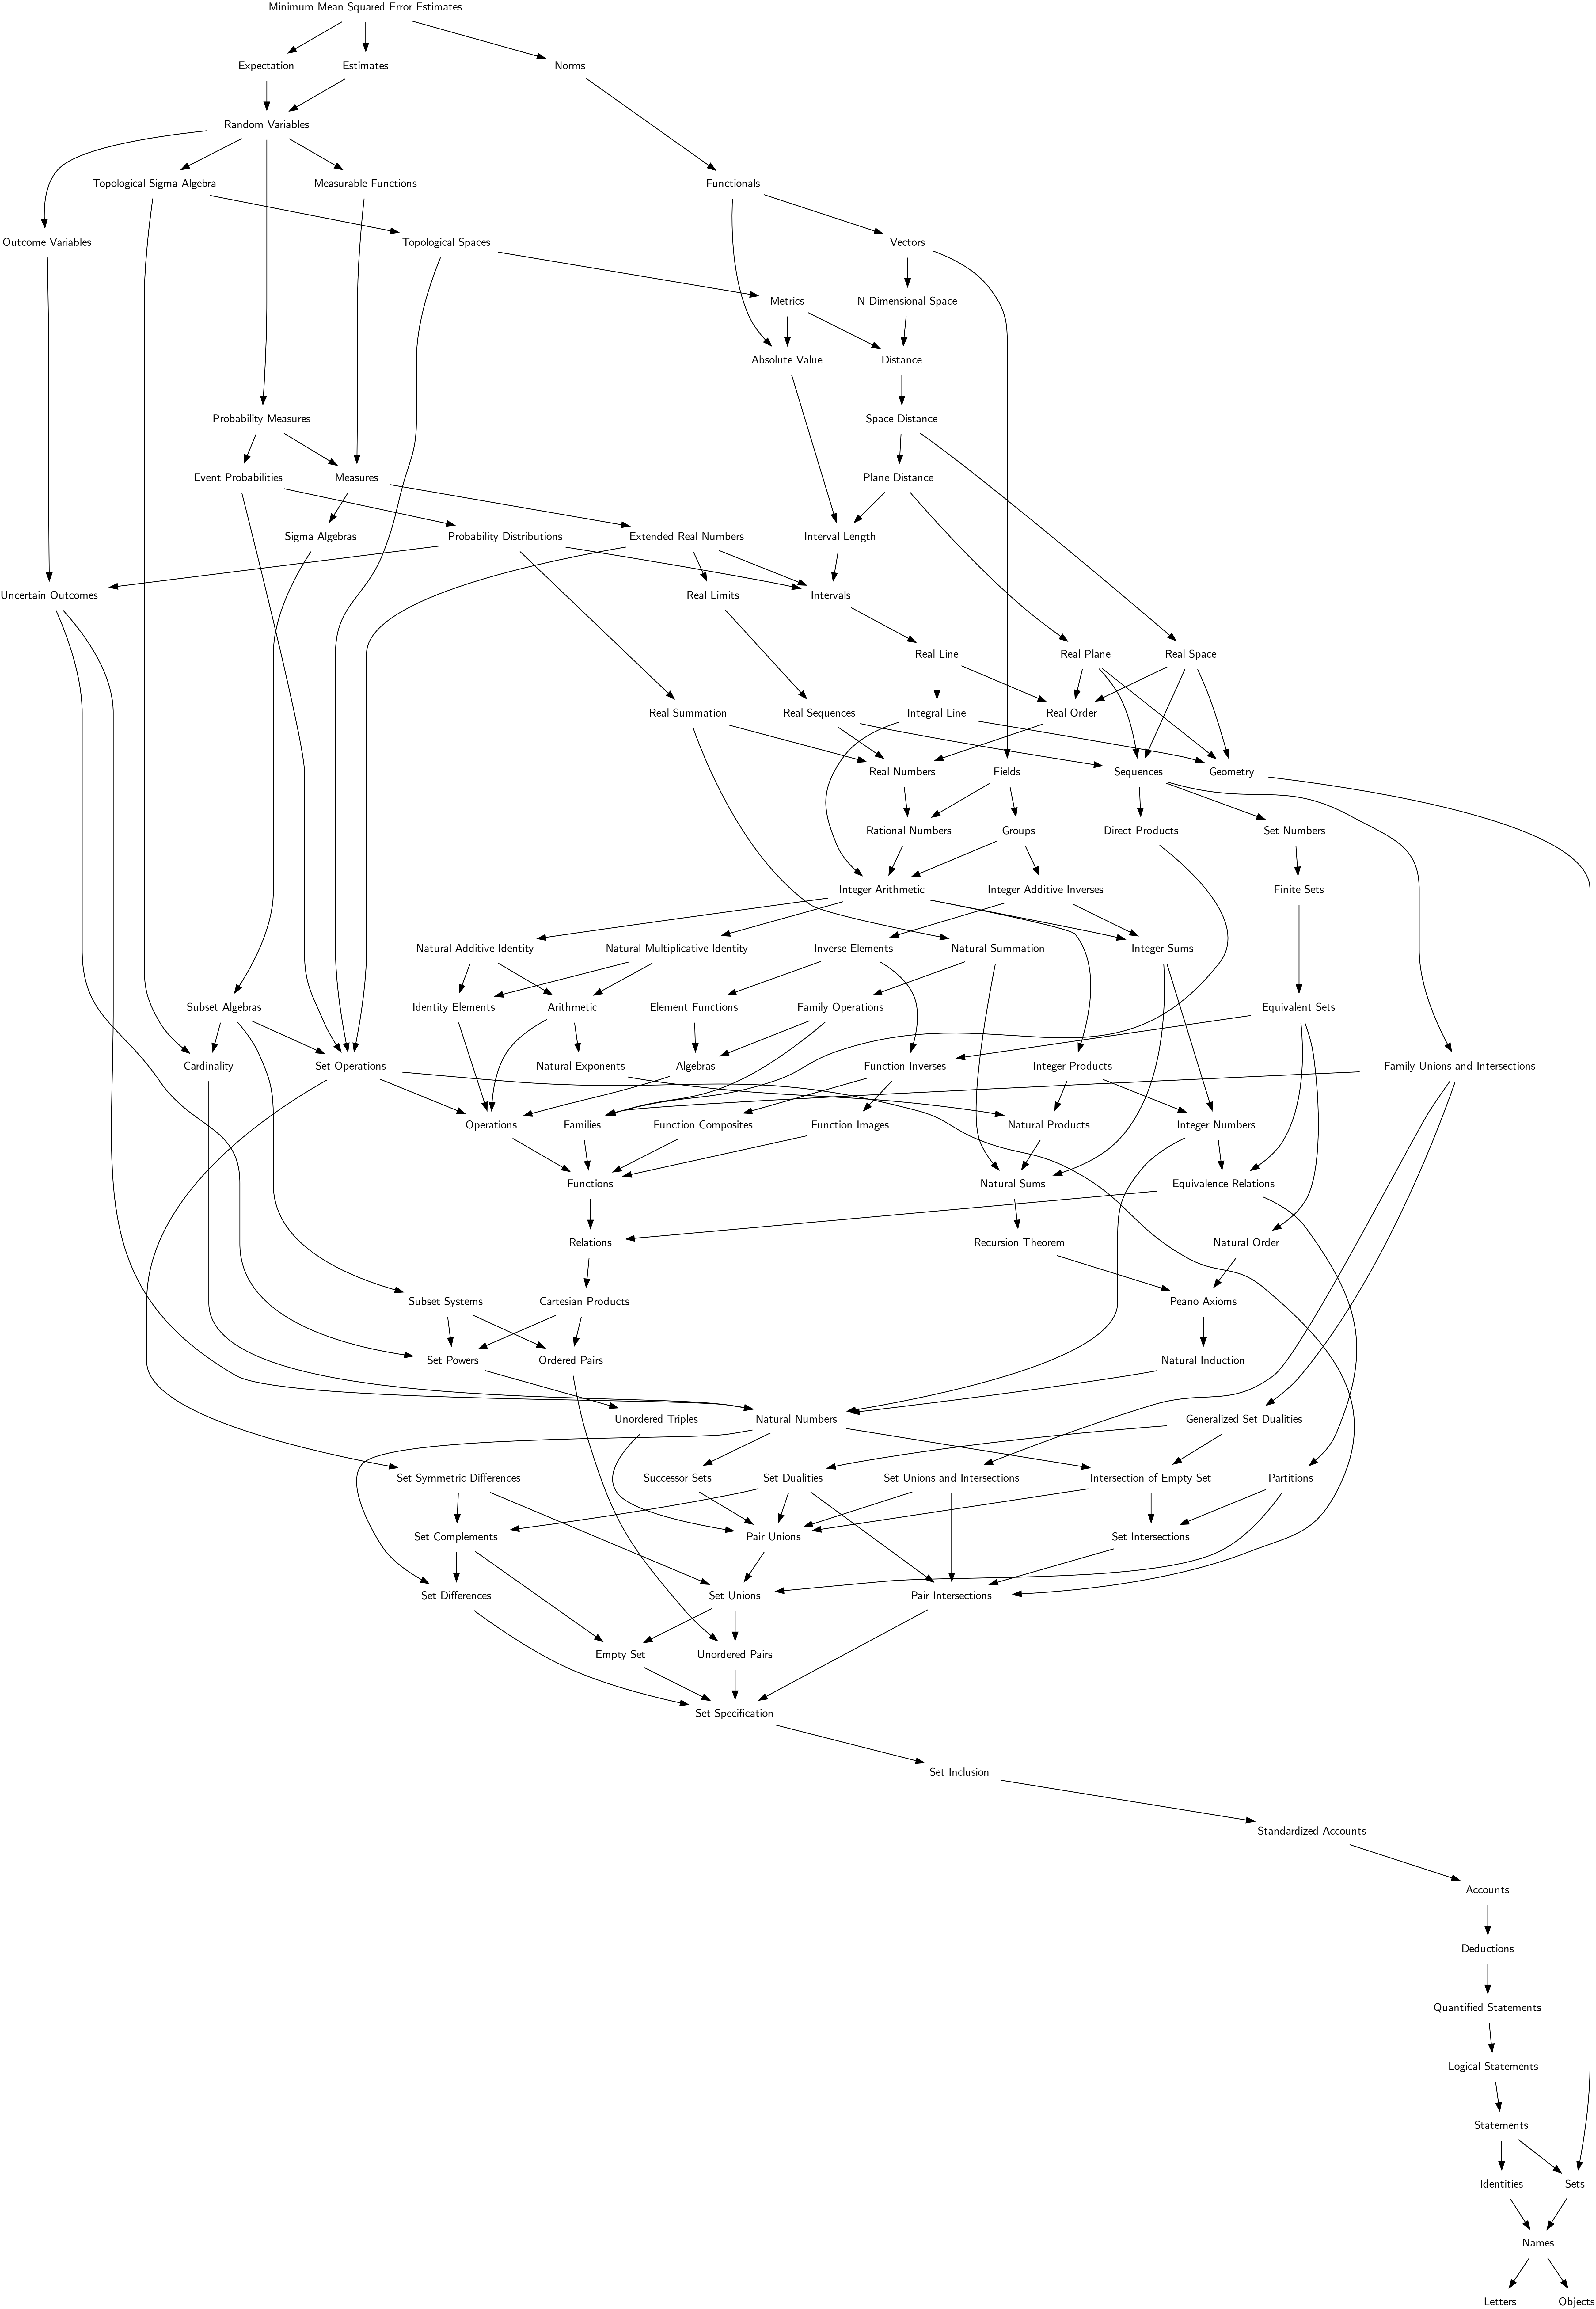 Minimum Mean Squared Error Estimates
Expectation
Estimates
Norms
Random Variables
Topological Sigma Algebra
Measurable Functions
Functionals
Outcome Variables
Topological Spaces
Vectors
Metrics
N-Dimensional Space
Absolute Value
Distance
Probability Measures
Space Distance
Event Probabilities
Measures
Plane Distance
Sigma Algebras
Probability Distributions
Extended Real Numbers
Interval Length
Uncertain Outcomes
Real Limits
Intervals
Real Line
Real Plane
Real Space
Real Summation
Real Sequences
Integral Line
Real Order
Real Numbers
Fields
Sequences
Geometry
Rational Numbers
Groups
Direct Products
Set Numbers
Integer Arithmetic
Integer Additive Inverses
Finite Sets
Natural Additive Identity
Natural Multiplicative Identity
Inverse Elements
Natural Summation
Integer Sums
Subset Algebras
Identity Elements
Arithmetic
Element Functions
Family Operations
Equivalent Sets
Cardinality
Set Operations
Natural Exponents
Algebras
Function Inverses
Integer Products
Family Unions and Intersections
Operations
Families
Function Composites
Function Images
Natural Products
Integer Numbers
Functions
Natural Sums
Equivalence Relations
Relations
Recursion Theorem
Natural Order
Subset Systems
Cartesian Products
Peano Axioms
Set Powers
Ordered Pairs
Natural Induction
Unordered Triples
Natural Numbers
Generalized Set Dualities
Set Symmetric Differences
Successor Sets
Set Dualities
Set Unions and Intersections
Intersection of Empty Set
Partitions
Set Complements
Pair Unions
Set Intersections
Set Differences
Set Unions
Pair Intersections
Empty Set
Unordered Pairs
Set Specification
Set Inclusion
Standardized Accounts
Accounts
Deductions
Quantified Statements
Logical Statements
Statements
Identities
Sets
Names
Letters
Objects